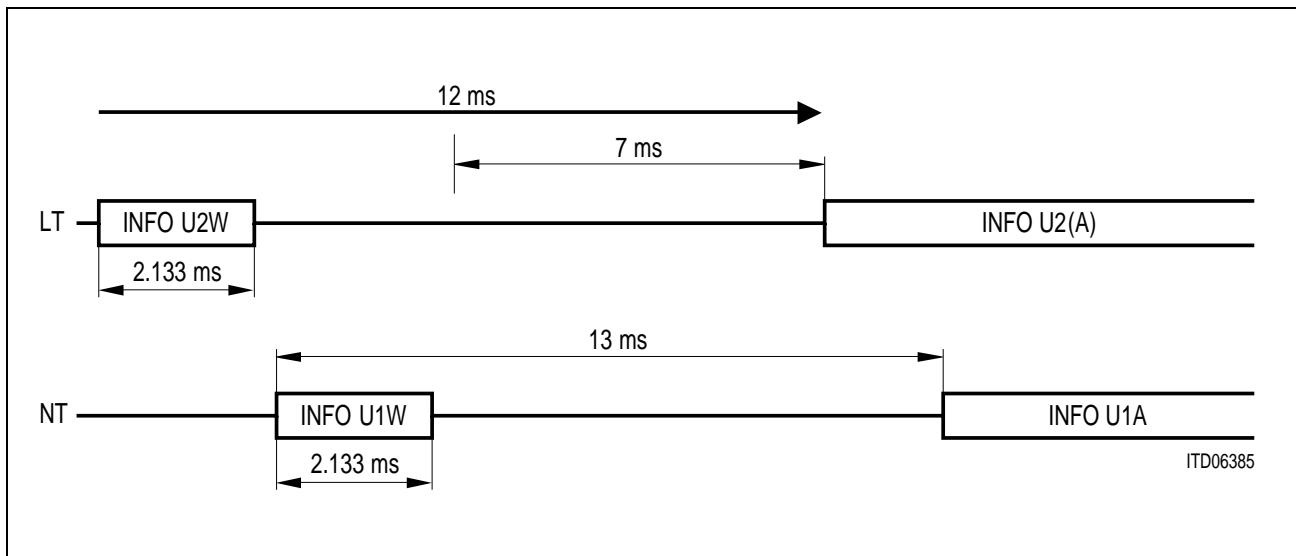 12 ms
7 ms
LT INFO U2W INFO U2(A)
2.133 ms
13 ms
NT INFO U1W INFO U1A
2.133 ms
ITD06385